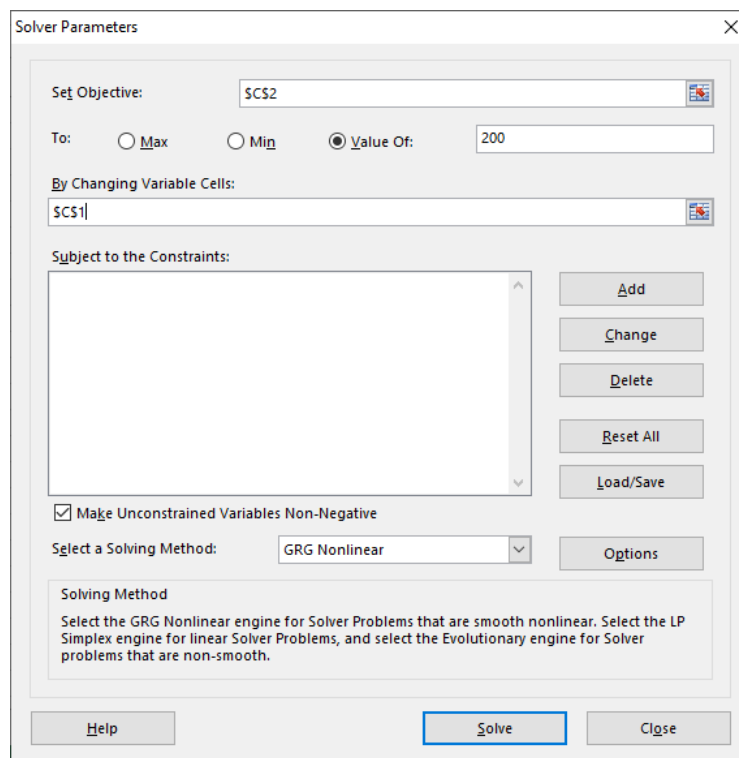 Solver Parameters
Set Objective: $C$2
To: Max Min Value Of: 200
By Changing Variable Cells:
$C$1
Subject to the Constraints:
Add
Change
Delete
Reset All
Load/Save
Make Unconstrained Variables Non-Negative
Select a Solving Method: GRG Nonlinear Options
Solving Method
Select the GRG Nonlinear engine for Solver Problems that are smooth nonlinear. Select the LP
Simplex engine for linear Solver Problems, and select the Evolutionary engine for Solver
problems that are non-smooth.
Help Solve Close